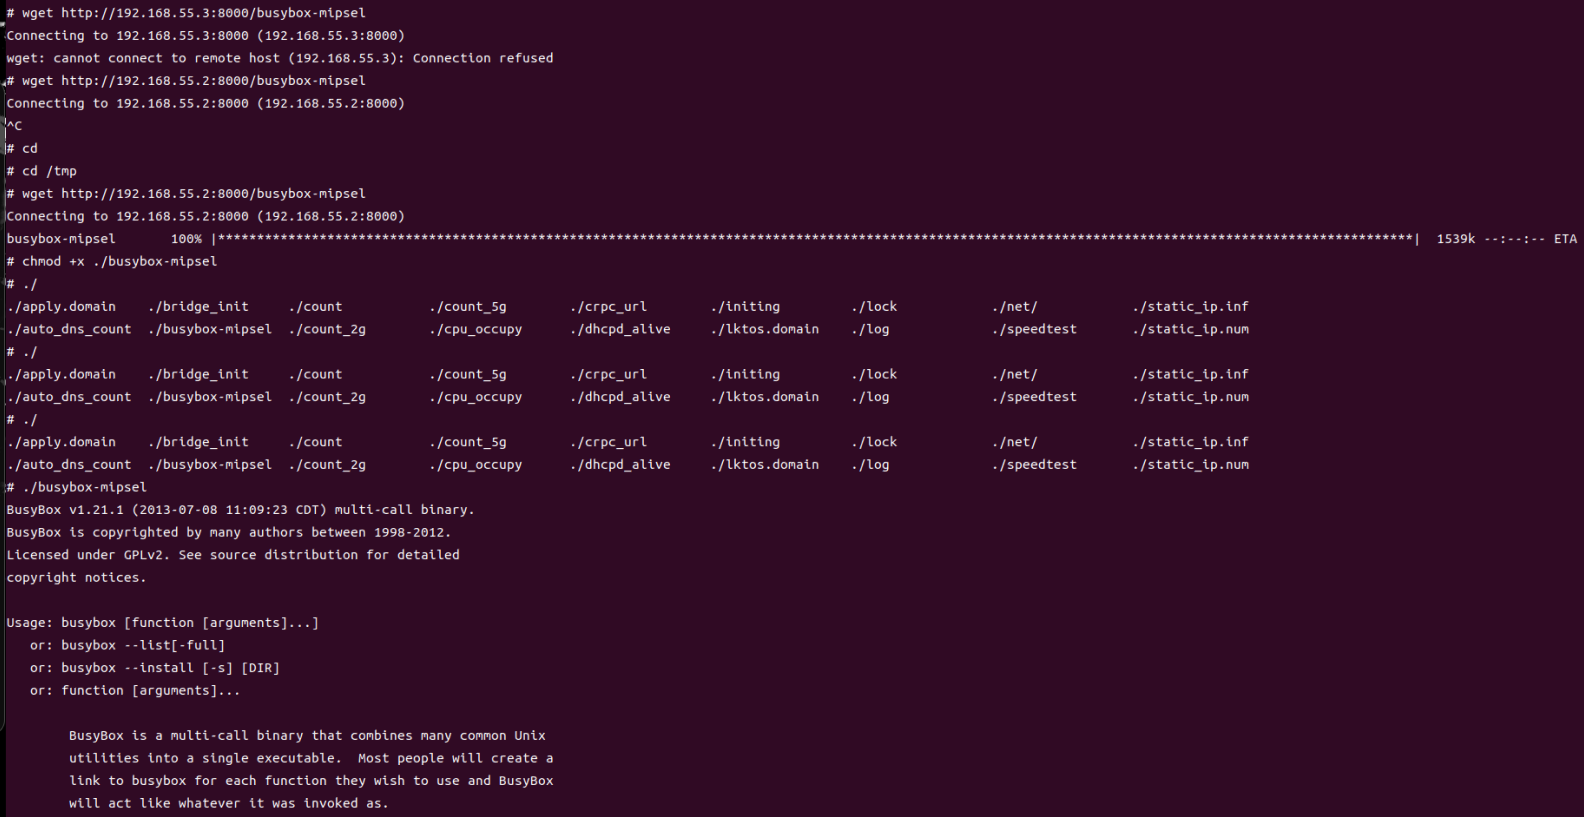 # wget http://192.168.55.3:8000/busybox-mipsel
Connecting to 192.168.55.3:8000 (192.168.55.3:8000)
wget: cannot connect to remote host (192.168.55.3): Connection refused
# wget http://192.168.55.2:8000/busybox-mipsel
Connecting to 192.168.55.2:8000 (192.168.55.2:8000)
^C
# cd
# cd /tmp
# wget http://192.168.55.2:8000/busybox-mipsel
Connecting to 192.168.55.2:8000 (192.168.55.2:8000)
busybox-mipsel       100% |*********************************************************************************************************************************************************| 1539k --:--:-- ETA
# chmod +x ./busybox-mipsel
# ./
./apply.domain    ./bridge_init     ./count           ./count_5g        ./crpc_url        ./initing         ./lock            ./net/            ./static_ip.inf
./auto_dns_count  ./busybox-mipsel  ./count_2g        ./cpu_occupy      ./dhcpd_alive     ./lktos.domain    ./log             ./speedtest       ./static_ip.num
# ./
./apply.domain    ./bridge_init     ./count           ./count_5g        ./crpc_url        ./initing         ./lock            ./net/            ./static_ip.inf
./auto_dns_count  ./busybox-mipsel  ./count_2g        ./cpu_occupy      ./dhcpd_alive     ./lktos.domain    ./log             ./speedtest       ./static_ip.num
# ./
./apply.domain    ./bridge_init     ./count           ./count_5g        ./crpc_url        ./initing         ./lock            ./net/            ./static_ip.inf
./auto_dns_count  ./busybox-mipsel  ./count_2g        ./cpu_occupy      ./dhcpd_alive     ./lktos.domain    ./log             ./speedtest       ./static_ip.num
# ./busybox-mipsel
BusyBox v1.21.1 (2013-07-08 11:09:23 CDT) multi-call binary.
BusyBox is copyrighted by many authors between 1998-2012.
Licensed under GPLv2. See source distribution for detailed
copyright notices.

Usage: busybox [function [arguments]...]
   or: busybox --list[-full]
   or: busybox --install [-s] [DIR]
   or: function [arguments]...

        BusyBox is a multi-call binary that combines many common Unix
        utilities into a single executable.  Most people will create a
        link to busybox for each function they wish to use and BusyBox
        will act like whatever it was invoked as.